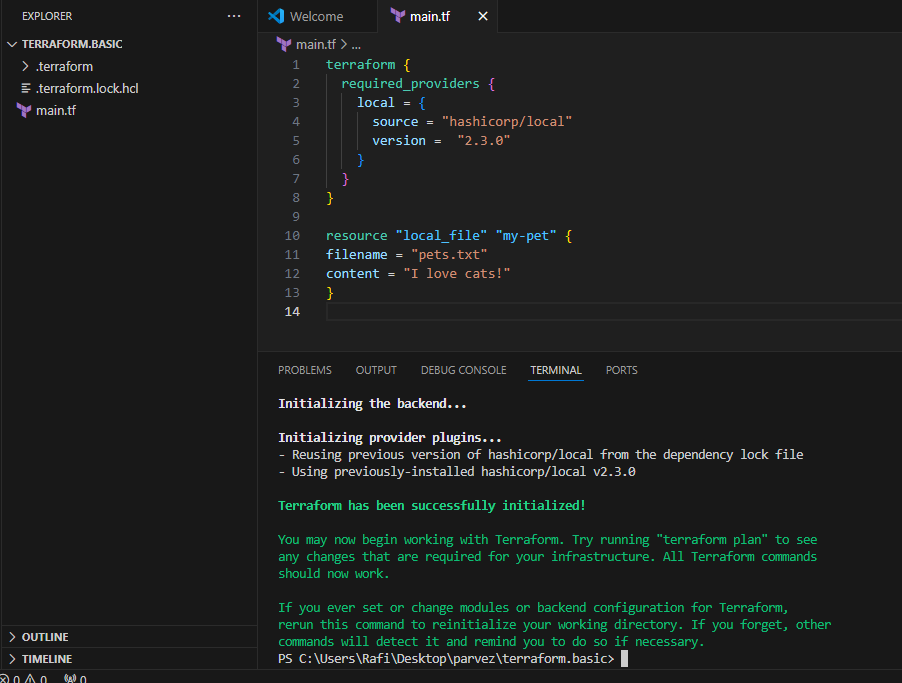 EXPLORER
...
TERRAFORM.BASIC
.terraform
.terraform.lock.hcl
main.tf
OUTLINE
TIMELINE
Welcome
main.tf
main.tf > ...
1 terraform {
2   required_providers {
3     local = {
4       source = "hashicorp/local"
5       version =  "2.3.0"
6     }
7   }
8 }
9
10 resource "local_file" "my-pet" {
11 filename = "pets.txt"
12 content = "I love cats!"
13 }
14
PROBLEMS OUTPUT DEBUG CONSOLE TERMINAL PORTS
Initializing the backend...
Initializing provider plugins...
- Reusing previous version of hashicorp/local from the dependency lock file
- Using previously-installed hashicorp/local v2.3.0
Terraform has been successfully initialized!
You may now begin working with Terraform. Try running "terraform plan" to see
any changes that are required for your infrastructure. All Terraform commands
should now work.
If you ever set or change modules or backend configuration for Terraform,
rerun this command to reinitialize your working directory. If you forget, other
commands will detect it and remind you to do so if necessary.
PS C:\Users\Rafi\Desktop\parvez\terraform.basic>
0 0 0